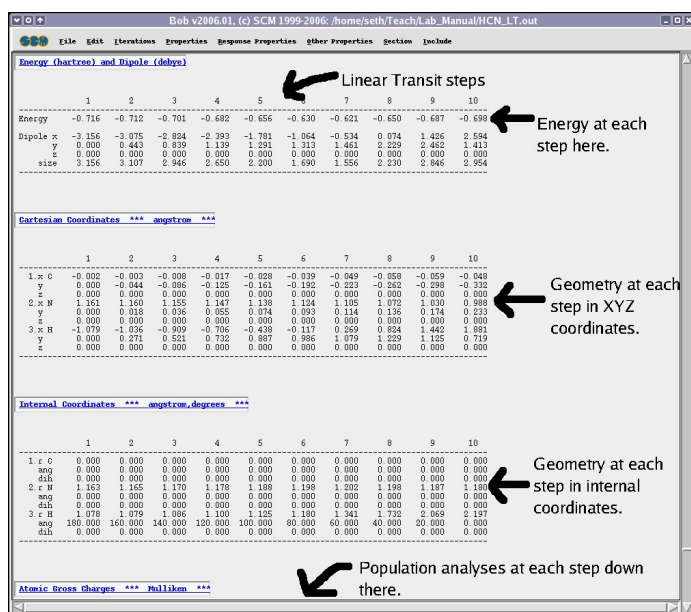 Bob v2006.01, (c) SCM 1999-2006: /home/seth/Teach/Lab_Manual/HCN_LT.out
SCM File Edit Iterations Properties Response Properties Other Properties Section Include
Energy (hartree) and Dipole (debye)
Linear Transit steps
1 2 3 4 5 6 7 8 9 10
Energy -0.716 -0.712 -0.701 -0.682 -0.656 -0.630 -0.621 -0.650 -0.687 -0.698
Energy at each step here.
Dipole x -3.156 -3.075 -2.824 -2.393 -1.781 -1.064 -0.534 0.074 1.426 2.594
y 0.000 0.443 0.839 1.139 1.291 1.313 1.461 2.229 2.462 1.413
z 0.000 0.000 0.000 0.000 0.000 0.000 0.000 0.000 0.000 0.000
size 3.156 3.107 2.946 2.650 2.200 1.690 1.556 2.230 2.846 2.954
Cartesian Coordinates *** angstrom ***
1 2 3 4 5 6 7 8 9 10
1.x C -0.002 -0.003 -0.008 -0.017 -0.028 -0.039 -0.049 -0.058 -0.059 -0.048
y 0.000 -0.044 -0.086 -0.125 -0.161 -0.192 -0.223 -0.262 -0.298 -0.332
z 0.000 0.000 0.000 0.000 0.000 0.000 0.000 0.000 0.000 0.000
2.x N 1.161 1.160 1.155 1.147 1.138 1.124 1.105 1.072 1.030 0.988
y 0.000 0.018 0.036 0.055 0.074 0.093 0.114 0.136 0.174 0.233
z 0.000 0.000 0.000 0.000 0.000 0.000 0.000 0.000 0.000 0.000
3.x H -1.079 -1.036 -0.909 -0.706 -0.438 -0.117 0.269 0.824 1.442 1.881
y 0.000 0.271 0.521 0.732 0.887 0.986 1.079 1.229 1.125 0.719
z 0.000 0.000 0.000 0.000 0.000 0.000 0.000 0.000 0.000 0.000
Geometry at each
step in XYZ
coordinates.
Internal Coordinates *** angstrom,degrees ***
1 2 3 4 5 6 7 8 9 10
1.r C 0.000 0.000 0.000 0.000 0.000 0.000 0.000 0.000 0.000 0.000
ang 0.000 0.000 0.000 0.000 0.000 0.000 0.000 0.000 0.000 0.000
dih 0.000 0.000 0.000 0.000 0.000 0.000 0.000 0.000 0.000 0.000
2.r N 1.163 1.165 1.170 1.178 1.188 1.198 1.202 1.198 1.187 1.180
ang 0.000 0.000 0.000 0.000 0.000 0.000 0.000 0.000 0.000 0.000
dih 0.000 0.000 0.000 0.000 0.000 0.000 0.000 0.000 0.000 0.000
3.r H 1.078 1.079 1.086 1.100 1.125 1.180 1.341 1.732 2.069 2.197
ang 180.000 160.000 140.000 120.000 100.000 80.000 60.000 40.000 20.000 0.000
dih 0.000 0.000 0.000 0.000 0.000 0.000 0.000 0.000 0.000 0.000
Geometry at each
step in internal
coordinates.
Population analyses at each step down
there.
Atomic Gross Charges *** Mulliken ***